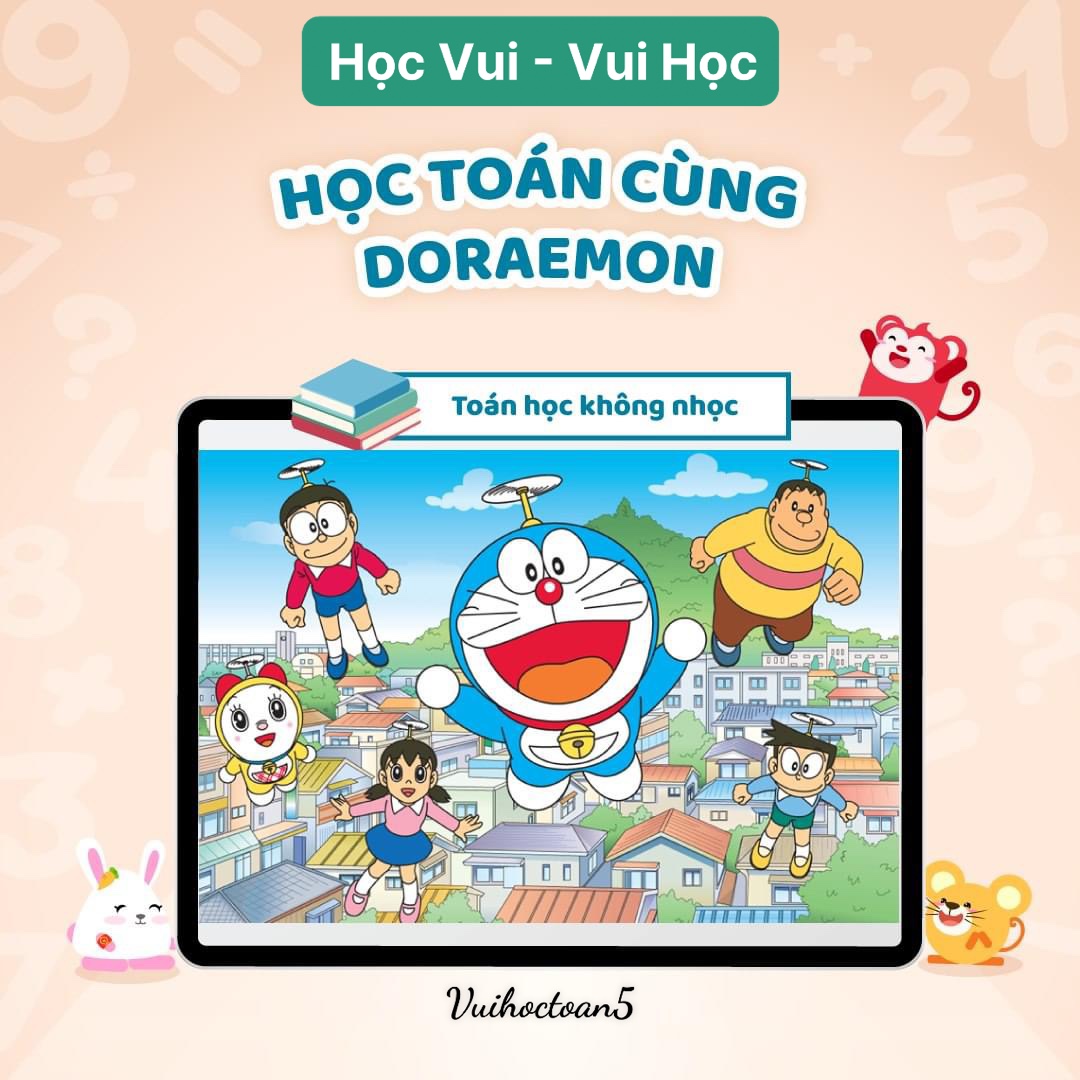 Học Vui - Vui Học
HỌC TOÁN CÙNG
DORAEMON
Toán học không nhọc
Vuihoctoan5